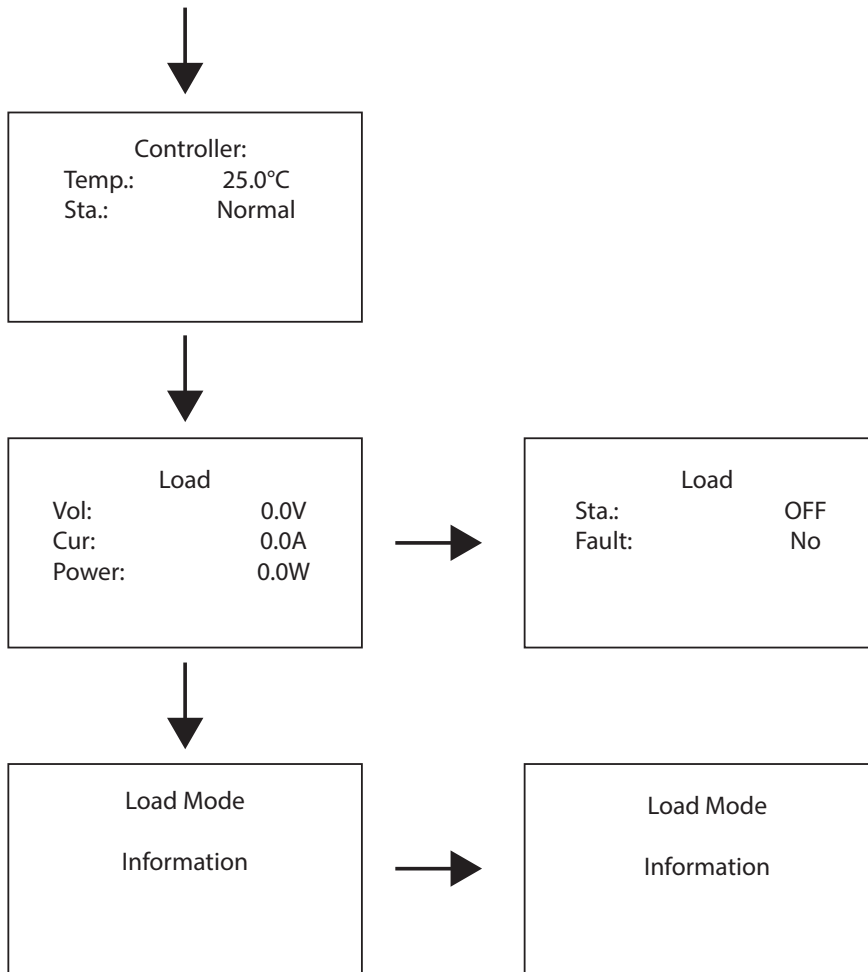 Controller:
Temp.: 25.0°C
Sta.: Normal
Load
Vol: 0.0V
Cur: 0.0A
Power: 0.0W
Load
Sta.: OFF
Fault: No
Load Mode
Information
Load Mode
Information